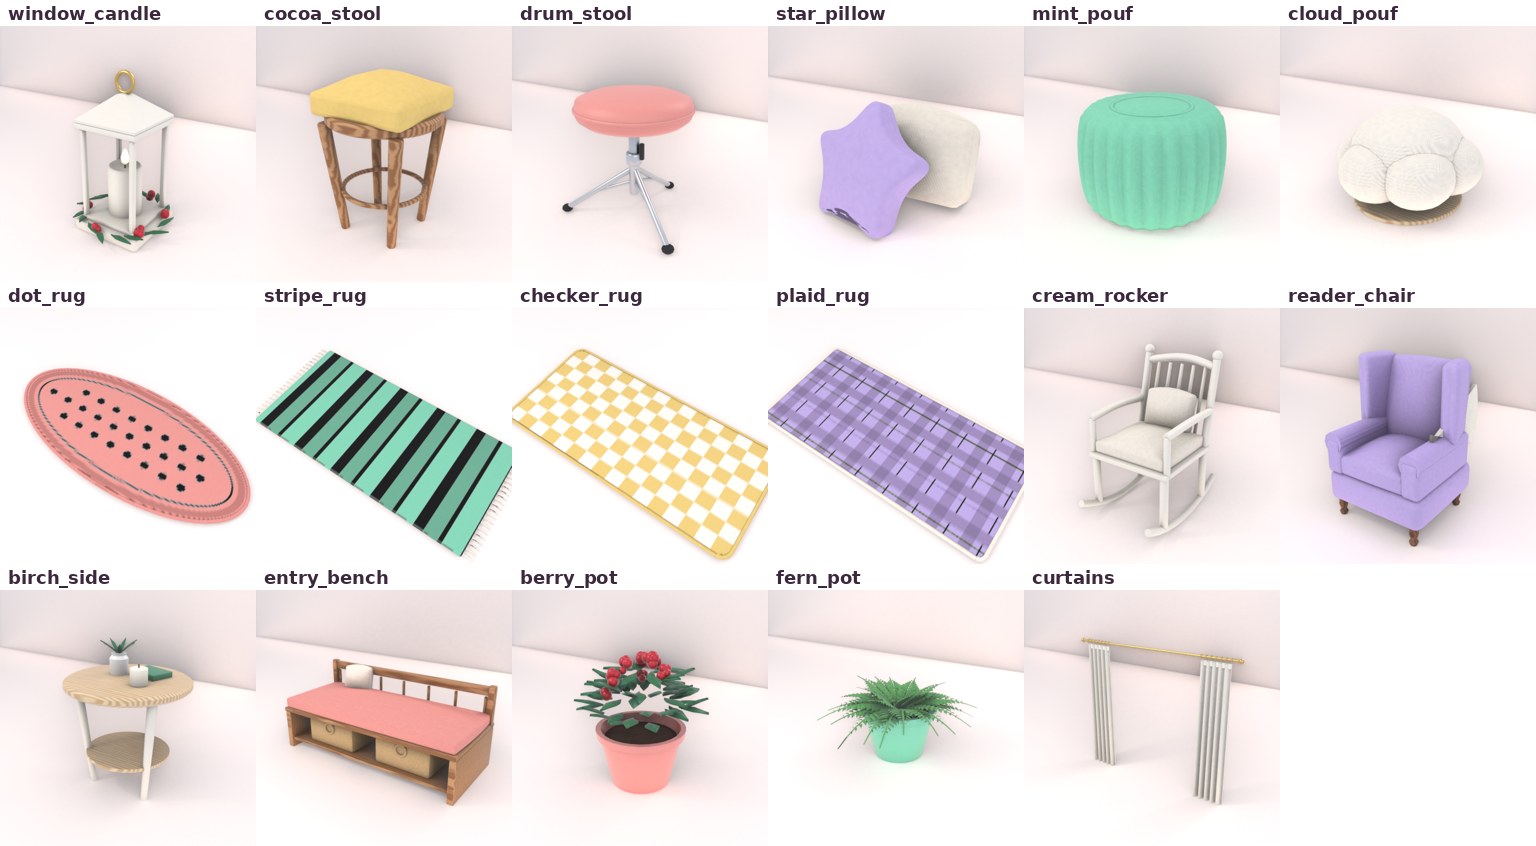 window_candle
cocoa_stool
drum_stool
star_pillow
mint_pouf
cloud_pouf
dot_rug
stripe_rug
checker_rug
plaid_rug
cream_rocker
reader_chair
birch_side
entry_bench
berry_pot
fern_pot
curtains